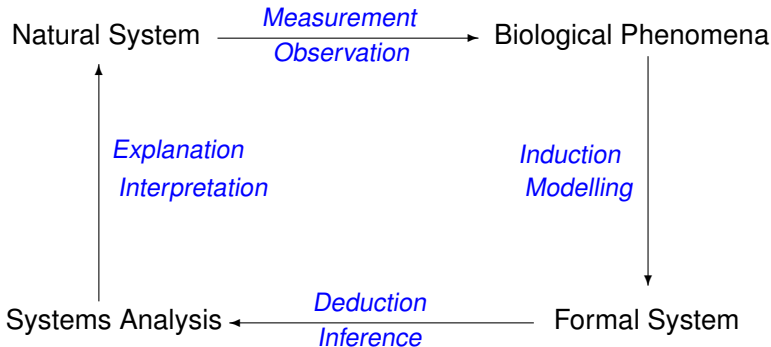 Measurement
Natural System
Biological Phenomena
Observation
Explanation
Interpretation
Induction
Modelling
Deduction
Systems Analysis
Formal System
Inference